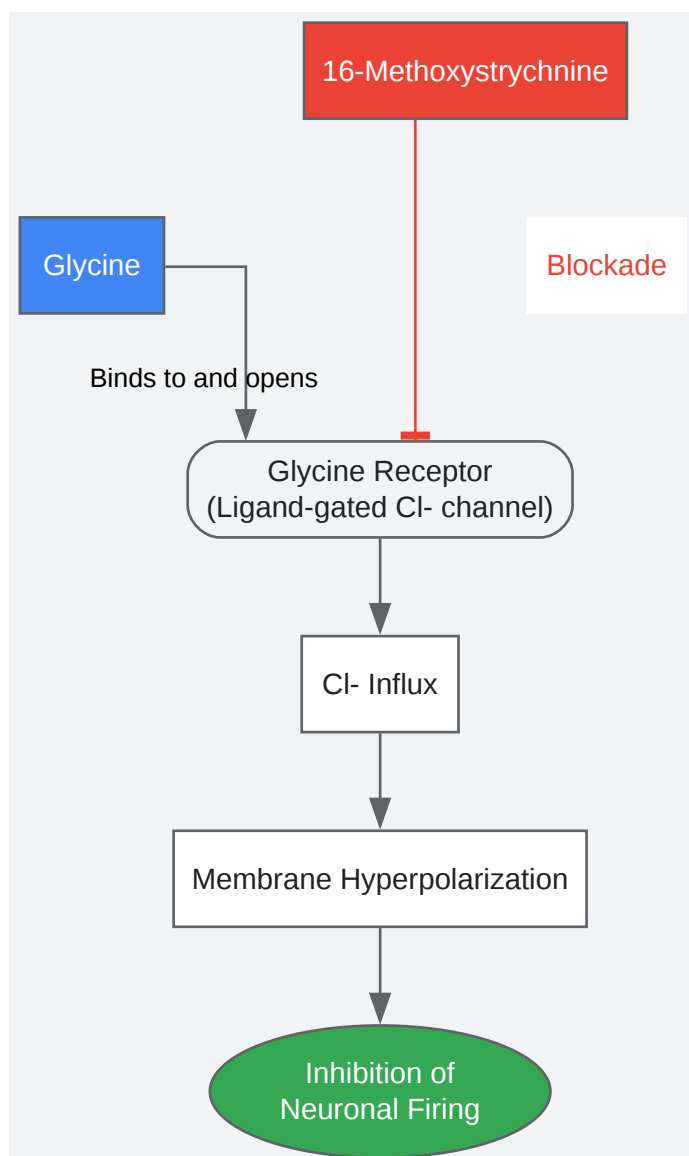 16-Methoxystrychnine
Glycine
Blockade
Binds to and opens
Glycine Receptor
(Ligand-gated Cl- channel)
Cl- Influx
Membrane Hyperpolarization
Inhibition of
Neuronal Firing